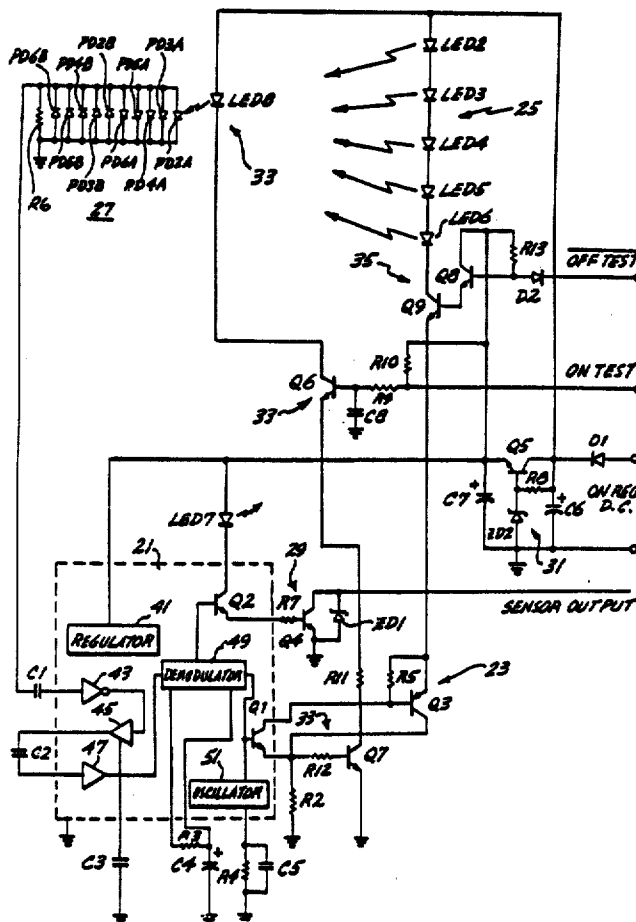 PD3A
PD2B
PD5A
PD4B
PD6B
LED8
PD5B
PD6A
PD2A
PD3B
PD4A
R6
27
33
LED2
LED3
25
LED4
LED5
LED6
35
Q8
R13
OFF TEST
D2
Q9
R10
Q6
R9
ON TEST
33
C8
Q5
D1
C7
+
R8
+
C6
UNREG
D.C.
ZD2
31
LED7
21
29
Q2
R7
Q4
ZD1
SENSOR OUTPUT
41
REGULATOR
49
DEMODULATOR
C1
43
45
C2
47
Q1
R11
R5
23
Q3
33
51
R12
Q7
OSCILLATOR
R2
R3
C3
C4
+
R4
C5